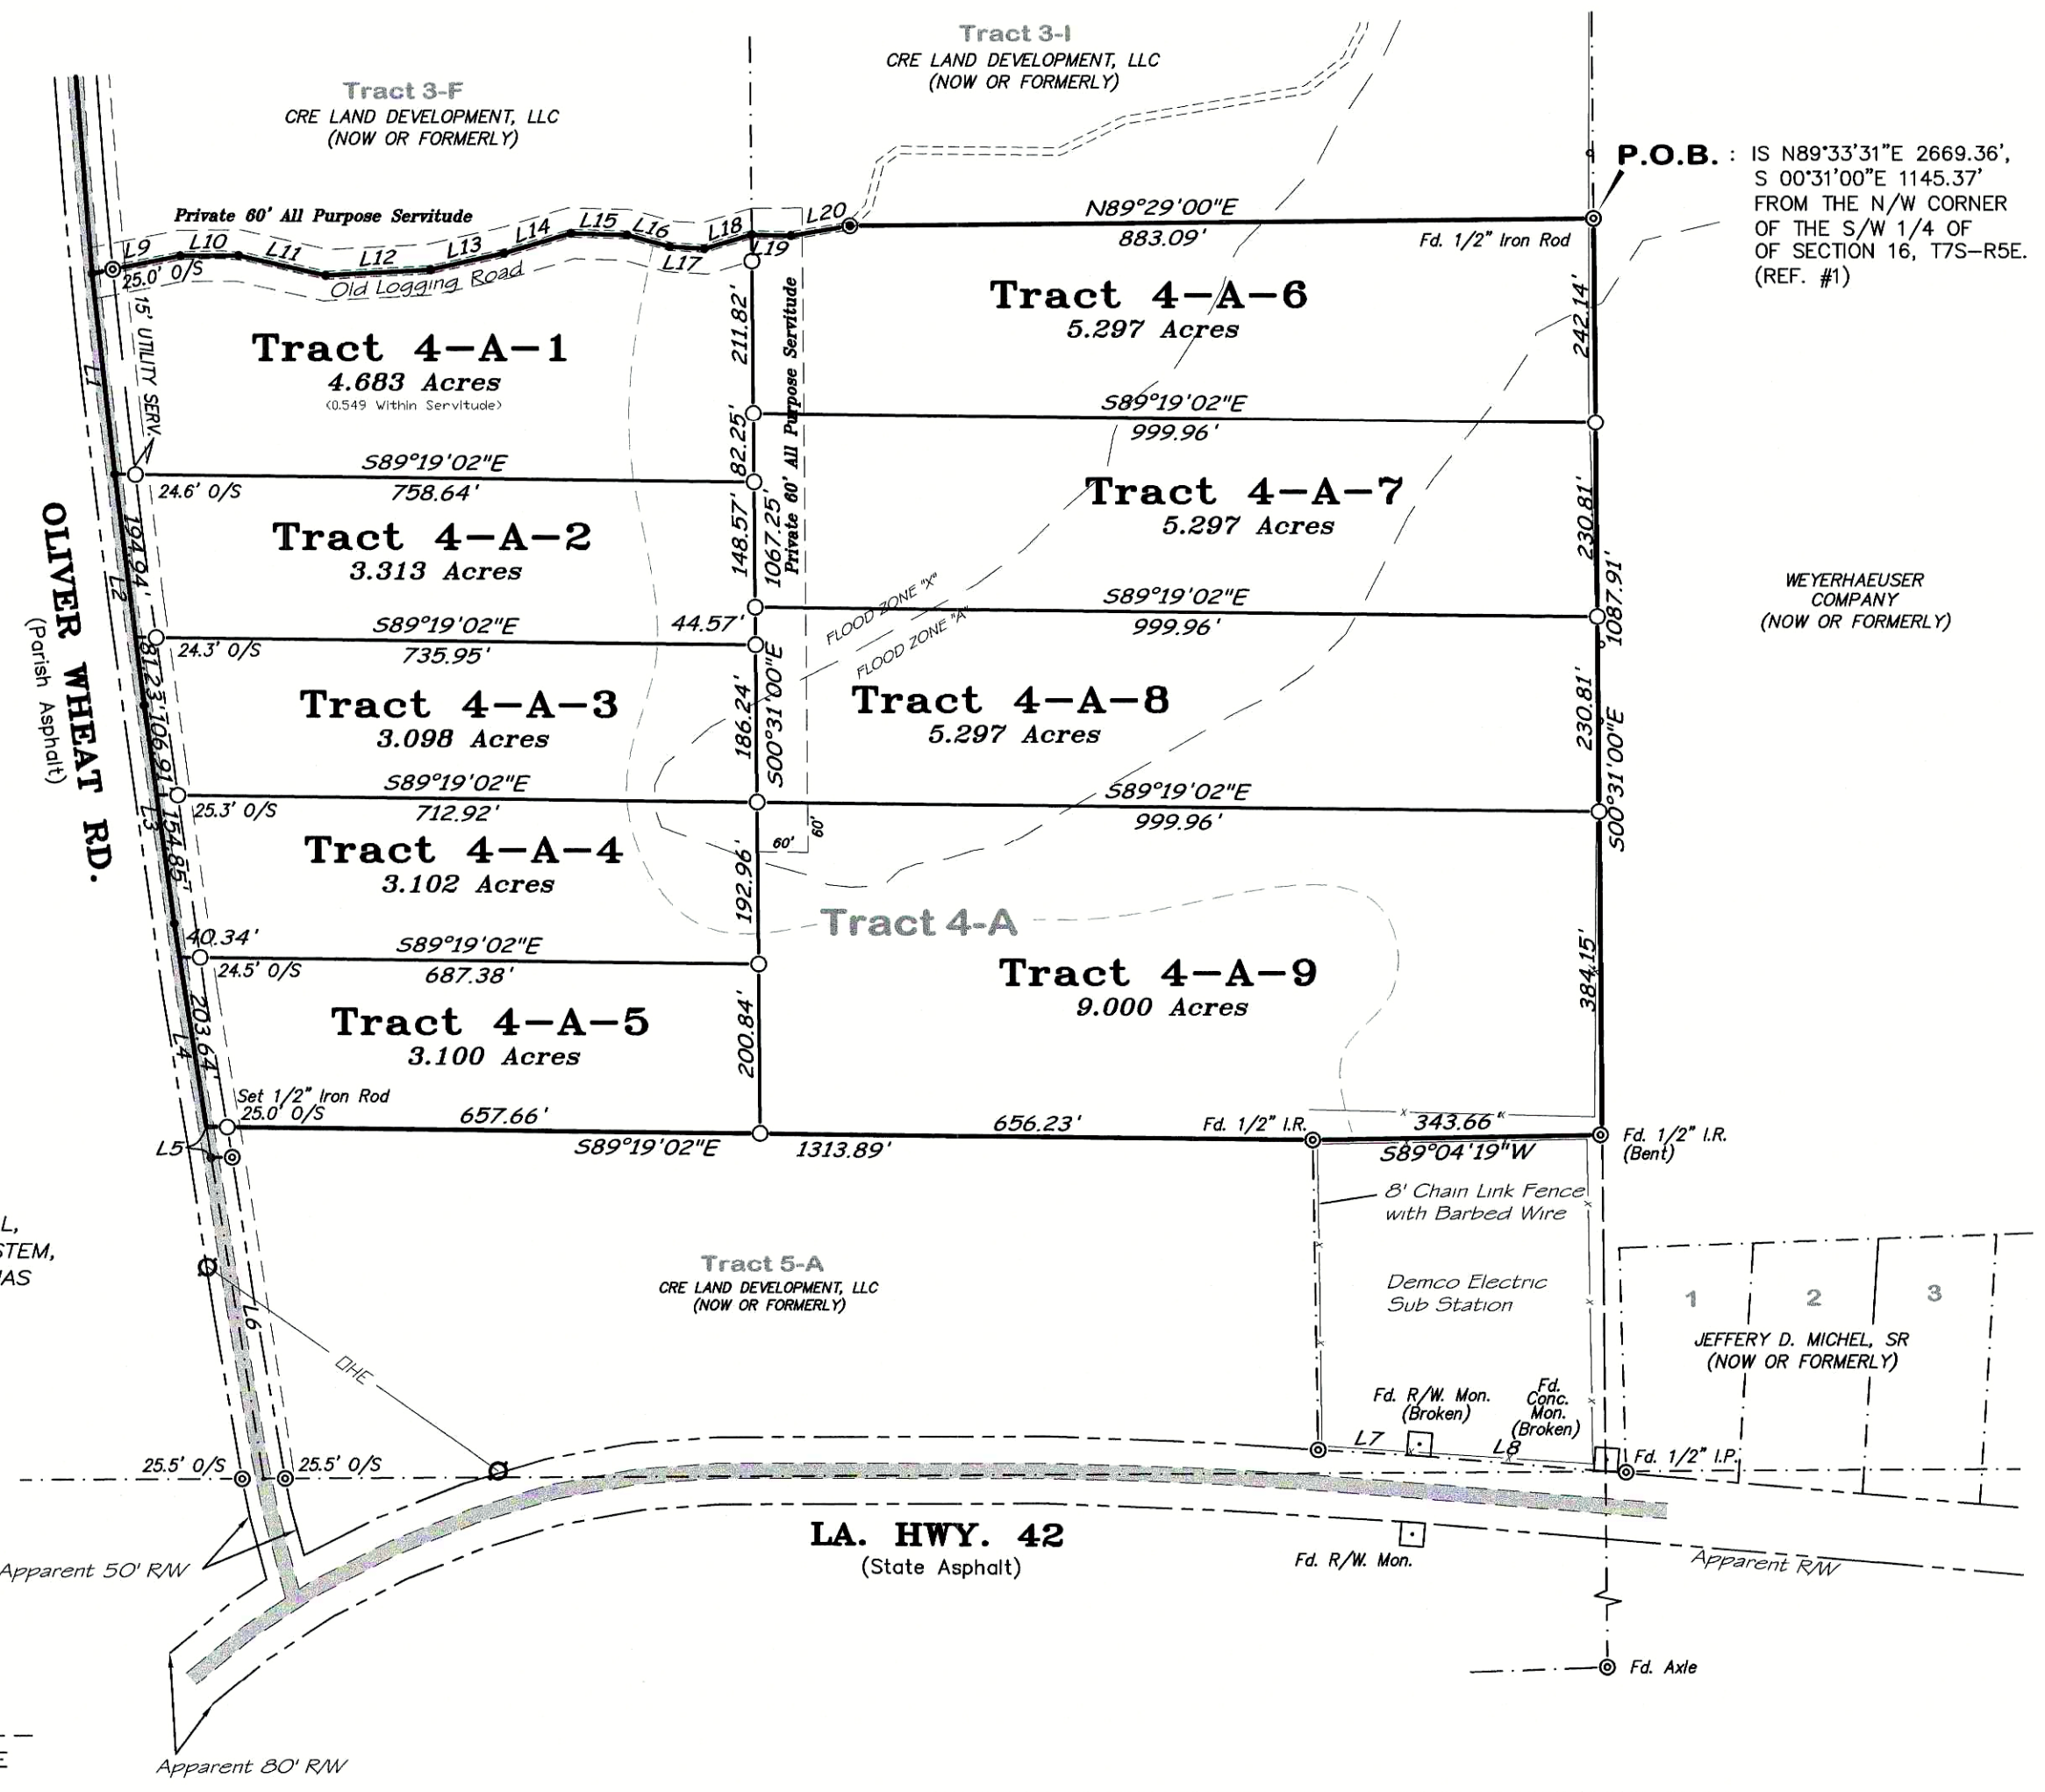 Tract 3-I
CRE LAND DEVELOPMENT, LLC
(NOW OR FORMERLY)
Tract 3-F
CRE LAND DEVELOPMENT, LLC
(NOW OR FORMERLY)
P.O.B. : IS N89°33'31"E 2669.36',
S 00°31'00"E 1145.37'
FROM THE N/W CORNER
OF THE S/W 1/4 OF
OF SECTION 16, T7S-R5E.
(REF. #1)
Private 60' All Purpose Servitude
L9
L10
L11
L12
L13
L14
L15
L16
L17
L18
L19
L20
N89°29'00"E
883.09'
Fd. 1/2" Iron Rod
25.0' O/S
Old Logging Road
15' UTILITY SERV.
Tract 4-A-1
4.683 Acres
(0.549 Within Servitude)
L1
211.82'
Private 60' All Purpose Servitude
Tract 4-A-6
5.297 Acres
242.14'
82.25'
S89°19'02"E
999.96'
S89°19'02"E
758.64'
24.6' O/S
OLIVER WHEAT RD.
(Parish Asphalt)
194.94'
L2
Tract 4-A-2
3.313 Acres
148.57'
1067.25'
Private 60' All Purpose Servitude
Tract 4-A-7
5.297 Acres
230.81'
1087.91'
WEYERHAEUSER
COMPANY
(NOW OR FORMERLY)
FLOOD ZONE "X"
FLOOD ZONE "A"
S89°19'02"E
999.96'
44.57'
S89°19'02"E
735.95'
24.3' O/S
81.23'
106.91'
L3
Tract 4-A-3
3.098 Acres
186.24'
S00°31'00"E
Tract 4-A-8
5.297 Acres
230.81'
S00°31'00"E
S89°19'02"E
712.92'
25.3' O/S
S89°19'02"E
999.96'
60'
60'
154.85'
Tract 4-A-4
3.102 Acres
192.96'
Tract 4-A
40.34'
S89°19'02"E
687.38'
24.5' O/S
Tract 4-A-9
9.000 Acres
384.15'
203.64'
L4
Tract 4-A-5
3.100 Acres
200.84'
Set 1/2" Iron Rod
25.0' O/S
657.66'
656.23'
Fd. 1/2" I.R.
343.66'
S89°19'02"E
1313.89'
S89°04'19"W
Fd. 1/2" I.R.
(Bent)
L5
8' Chain Link Fence
with Barbed Wire
L,
STEM,
AS
Tract 5-A
CRE LAND DEVELOPMENT, LLC
(NOW OR FORMERLY)
Demco Electric
Sub Station
1
2
3
JEFFERY D. MICHEL, SR
(NOW OR FORMERLY)
L6
OHE
Fd. R/W. Mon.
(Broken)
Fd.
Conc.
Mon.
(Broken)
L7
L8
Fd. 1/2" I.P.
25.5' O/S
25.5' O/S
LA. HWY. 42
(State Asphalt)
Fd. R/W. Mon.
Apparent R/W
Apparent 50' R/W
Fd. Axle
Apparent 80' R/W
E